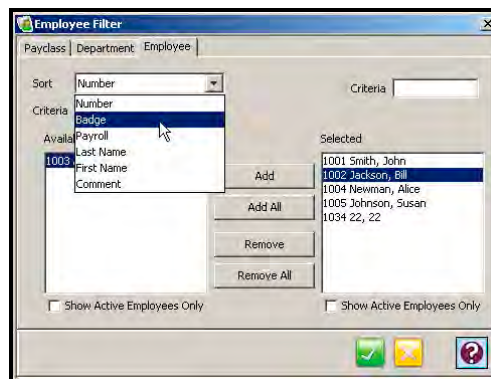 Employee Filter
Payclass Department Employee
Sort Number
Criteria
Criteria
Number
Badge
Payroll
Last Name
First Name
Comment
Selected
1003
1001 Smith, John
1002 Jackson, Bill
1004 Newman, Alice
1005 Johnson, Susan
1034 22, 22
Add
Add All
Remove
Remove All
Show Active Employees Only
Show Active Employees Only